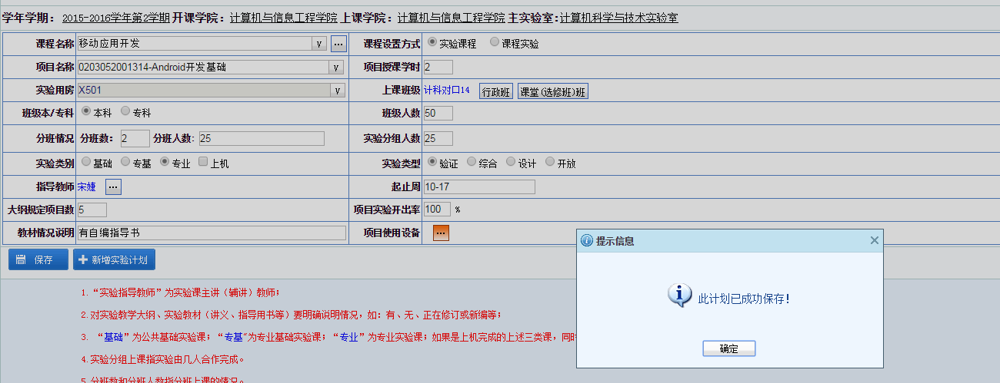 学年学期：2015-2016学年第2学期 开课学院：计算机与信息工程学院 上课学院：计算机与信息工程学院 主实验室:计算机科学与技术实验室
课程名称 移动应用开发 v ... 课程设置方式 实验课程 课程实验
项目名称 0203052001314-Android开发基础 v 项目授课学时 2
实验用房 X501 v 上课班级 计科对口14 行政班 课堂(选修班)班
班级本/专科 本科 专科 班级人数 50
分班情况 分班数： 2 分班人数: 25 实验分组人数 25
实验类别 基础 专基 专业 上机 实验类型 验证 综合 设计 开放
指导教师 宋婕 ... 起止周 10-17
大纲规定项目数 5 项目实验开出率 100 %
教材情况说明 有自编指导书 项目使用设备 ...
保存 新增实验计划
提示信息
此计划已成功保存!
确定
1.“实验指导教师”为实验课主讲（辅讲）教师；
2.对实验教学大纲、实验教材（讲义、指导用书等）要明确说明情况，如：有、无、正在修订或新编等；
3. “基础”为公共基础实验课；“专基"为专业基础实验课；“专业”为专业实验课；如果是上机完成的上述三类课，同时
4.实验分组上课指实验由几人合作完成。
5.分班数和分班人数指分班上课的情况。